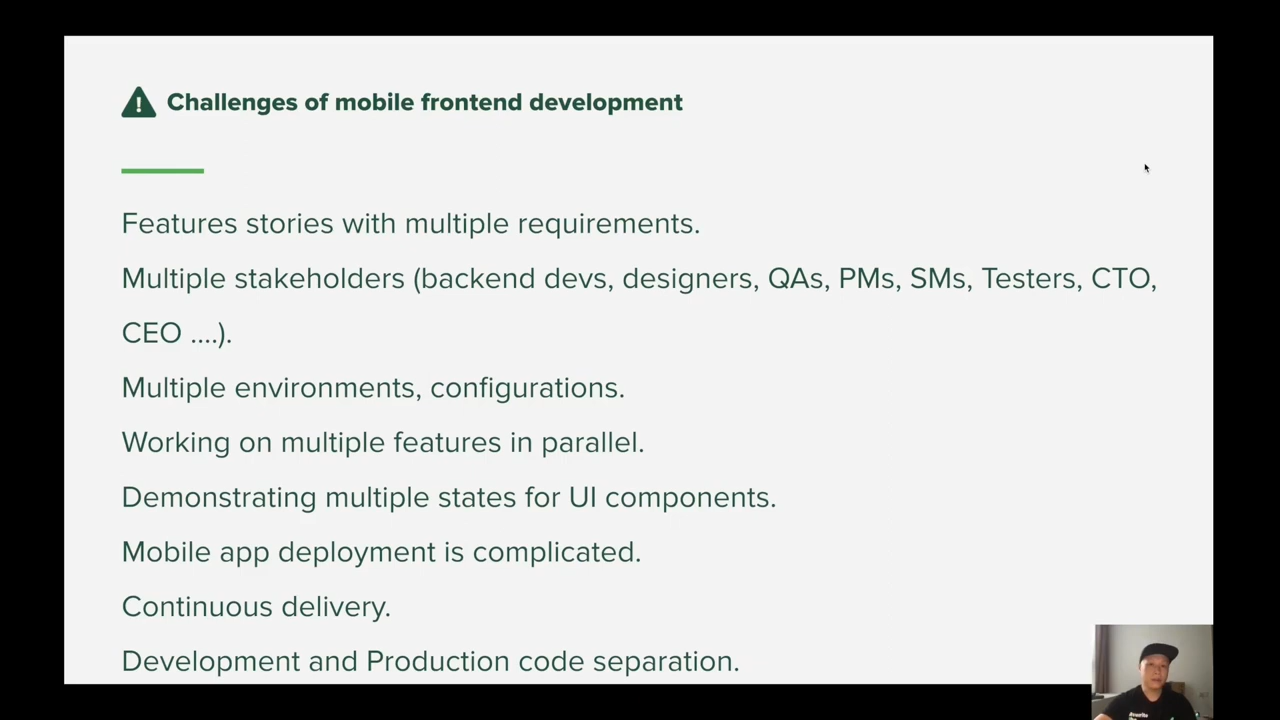 Challenges of mobile frontend development
Features stories with multiple requirements.
Multiple stakeholders (backend devs, designers, QAs, PMs, SMs, Testers, CTO,
CEO ....).
Multiple environments, configurations.
Working on multiple features in parallel.
Demonstrating multiple states for UI components.
Mobile app deployment is complicated.
Continuous delivery.
Development and Production code separation.